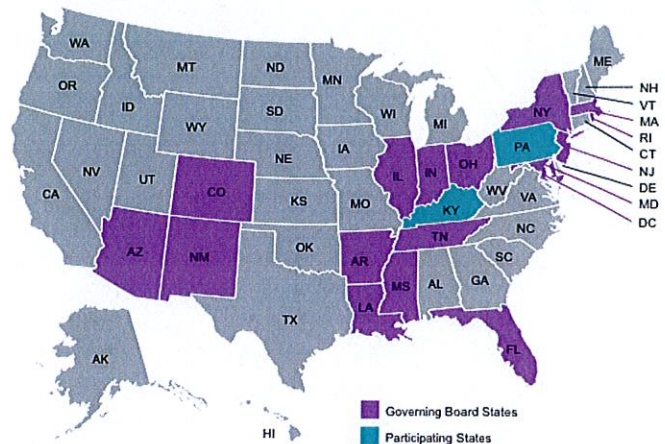 WA
MT
ND
MN
ME
OR
ID
SD
WI
MI
NY
NH
VT
MA
RI
CT
NJ
DE
MD
DC
WY
IA
NE
PA
NV
UT
CO
IL
IN
OH
CA
KS
MO
WV
VA
KY
AZ
NM
OK
AR
TN
NC
SC
MS
AL
GA
LA
TX
FL
AK
HI
Governing Board States
Participating States